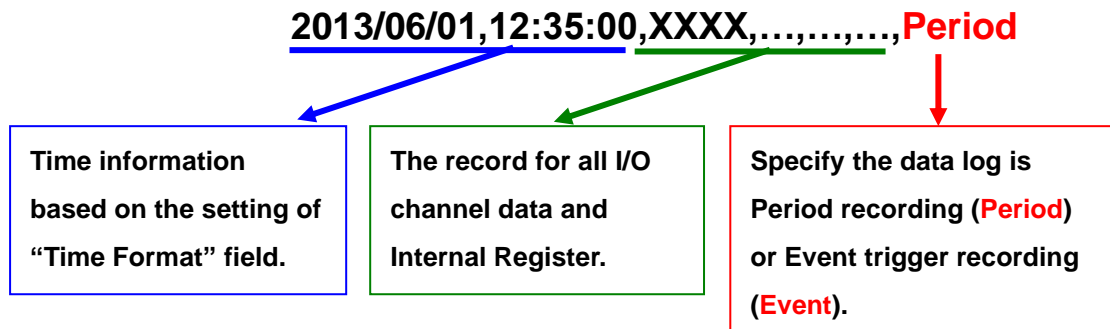 2013/06/01,12:35:00,XXXX,…,…,…,Period
Time information
based on the setting of
“Time Format” field.
The record for all I/O
channel data and
Internal Register.
Specify the data log is
Period recording (Period)
or Event trigger recording
(Event).